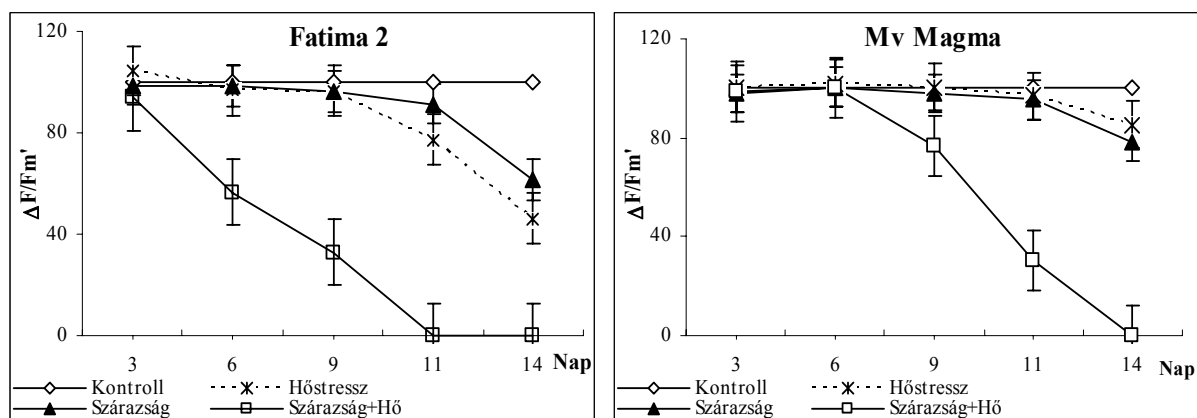 Fatima 2
120
80
40
0
ΔF/Fm'
3 6 9 11 14 Nap
Kontroll Hőstressz
Szárazság Szárazság+Hő
Mv Magma
120
80
40
0
ΔF/Fm'
3 6 9 11 14 Nap
Kontroll Hőstressz
Szárazság Szárazság+Hő